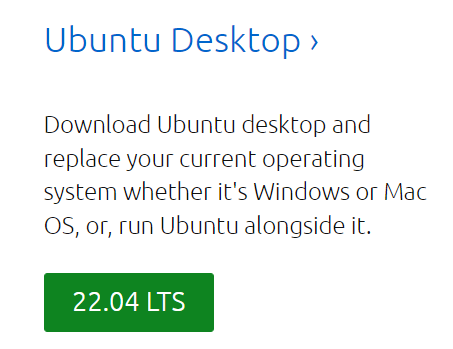 Ubuntu Desktop ›
Download Ubuntu desktop and
replace your current operating
system whether it's Windows or Mac
OS, or, run Ubuntu alongside it.
22.04 LTS